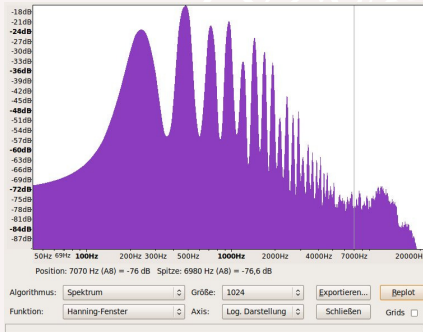 -18dB
-21dB
-24dB
-27dB
-30dB
-33dB
-36dB
-39dB
-42dB
-45dB
-48dB
-51dB
-54dB
-57dB
-60dB
-63dB
-66dB
-69dB
-72dB
-75dB
-78dB
-81dB
-84dB
-87dB
50Hz 69Hz 100Hz 200Hz 300Hz 500Hz 1000Hz 2000Hz 4000Hz 7000Hz 20000Hz
Position: 7070 Hz (A8) = -76 dB Spitze: 6980 Hz (A8) = -76,6 dB
Algorithmus: Spektrum Größe: 1024 Exportieren... Replot
Funktion: Hanning-Fenster Axis: Log. Darstellung Schließen Grids